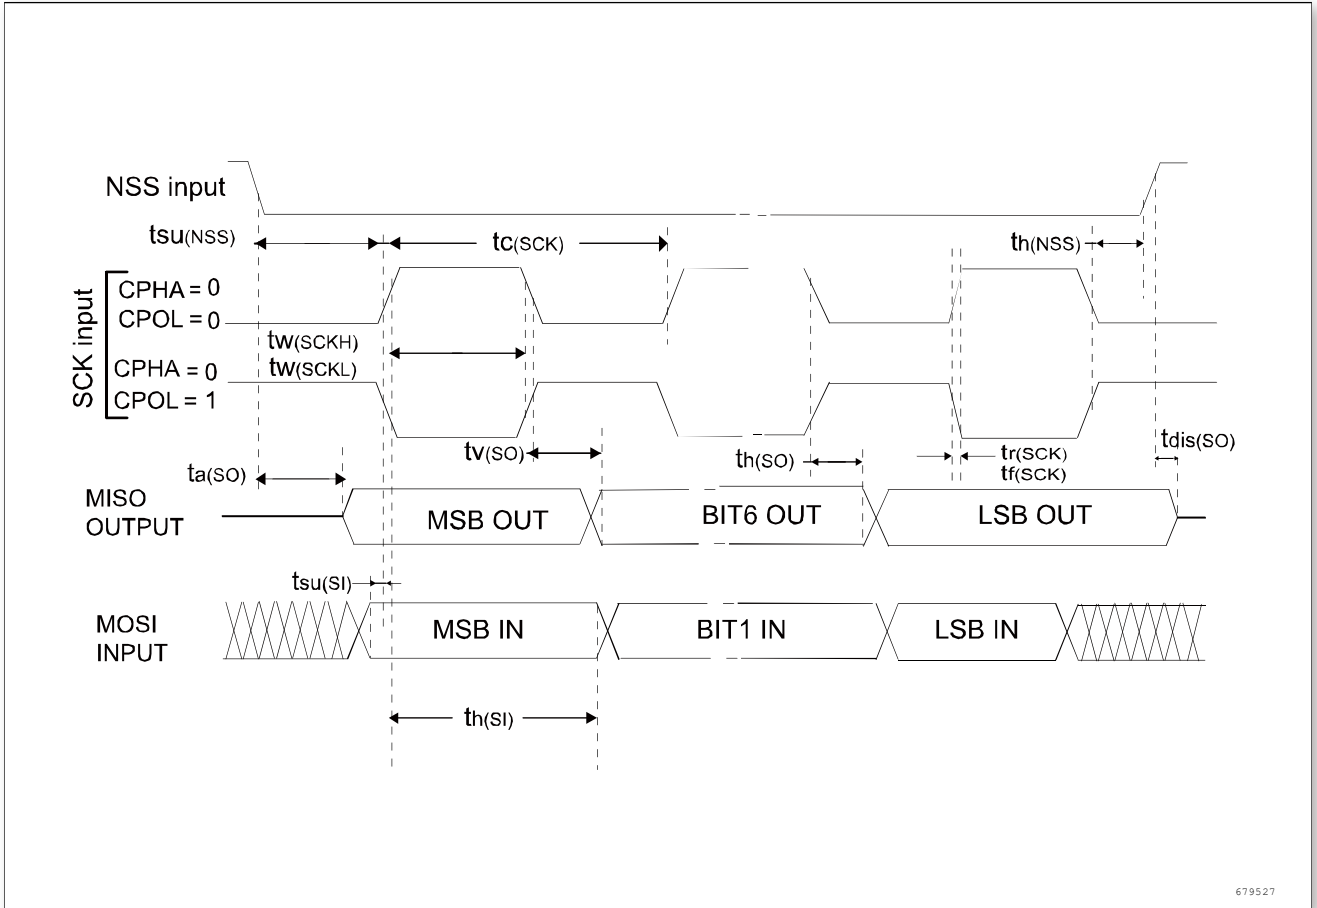 NSS input
tsu(NSS)
tc(SCK)
th(NSS)
SCK input
CPHA = 0
CPOL = 0
tw(SCKH)
tw(SCKL)
CPHA = 0
CPOL = 1
tv(SO)
th(SO)
tr(SCK)
tf(SCK)
tdis(SO)
ta(SO)
MISO
OUTPUT
MSB OUT
BIT6 OUT
LSB OUT
tsu(SI)
MOSI
INPUT
MSB IN
BIT1 IN
LSB IN
th(SI)
679527